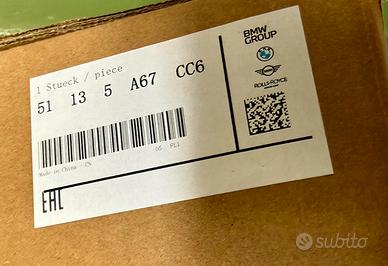 1 Stueck / piece
51 13 5 A67 CC6
Made in China - CN
05 PL1
EAC
BMW
GROUP
ROLLS-ROYCE
subito